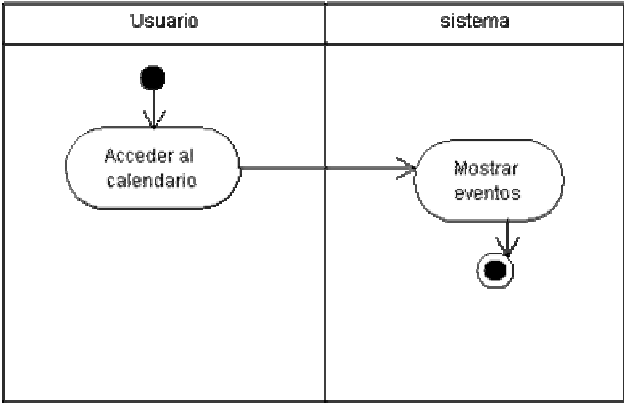 Usuario
sistema
Acceder al
calendario
Mostrar
eventos